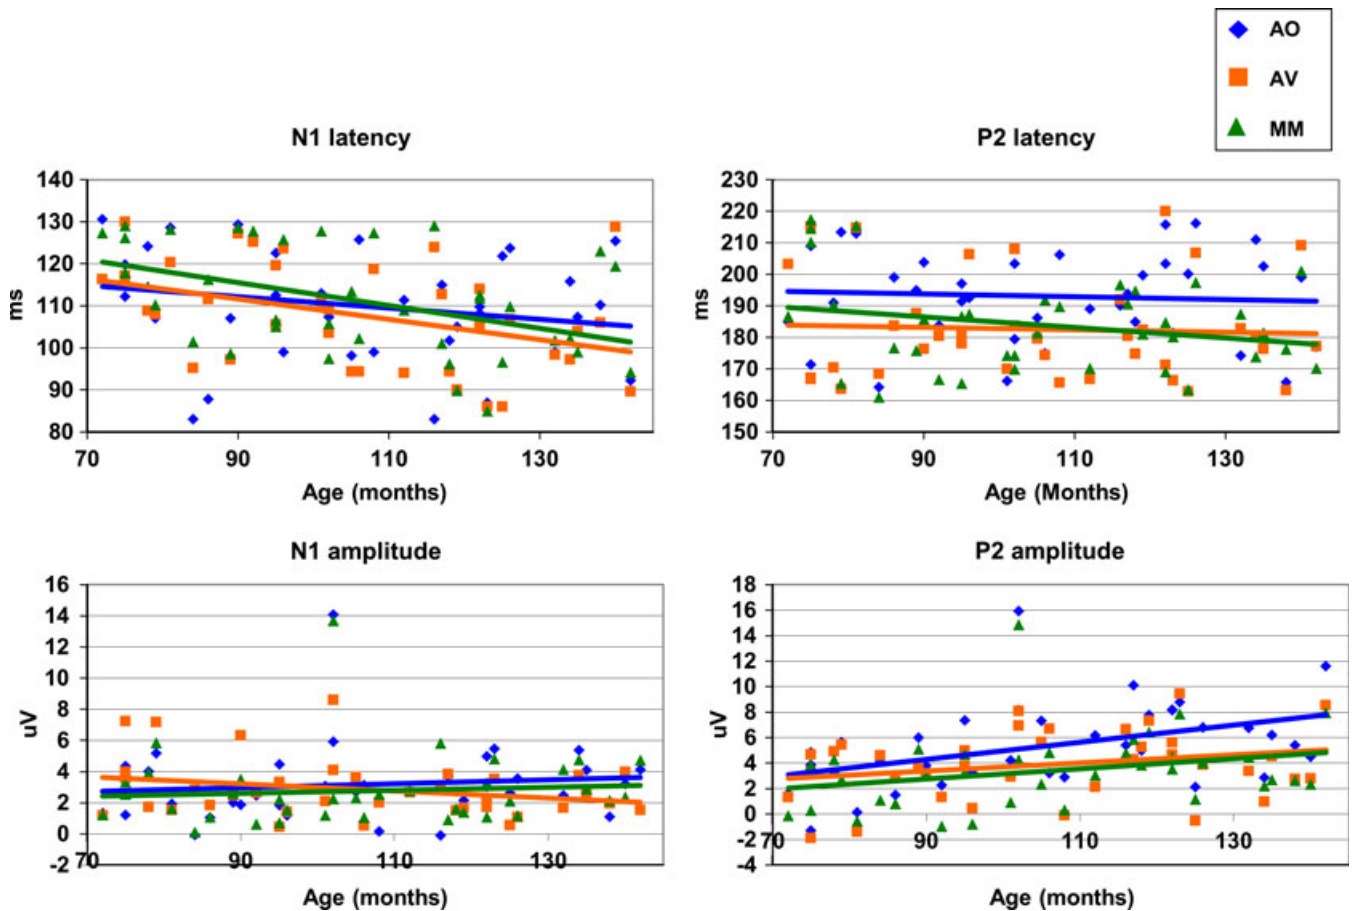 AO
AV
MM
N1 latency
140
130
120
110
100
90
80
ms
70 90 110 130
Age (months)
P2 latency
230
220
210
200
190
180
170
160
150
ms
70 90 110 130
Age (Months)
N1 amplitude
16
14
12
10
8
6
4
2
0
-2
uV
70 90 110 130
Age (months)
P2 amplitude
18
16
14
12
10
8
6
4
2
0
-2
-4
uV
70 90 110 130
Age (months)